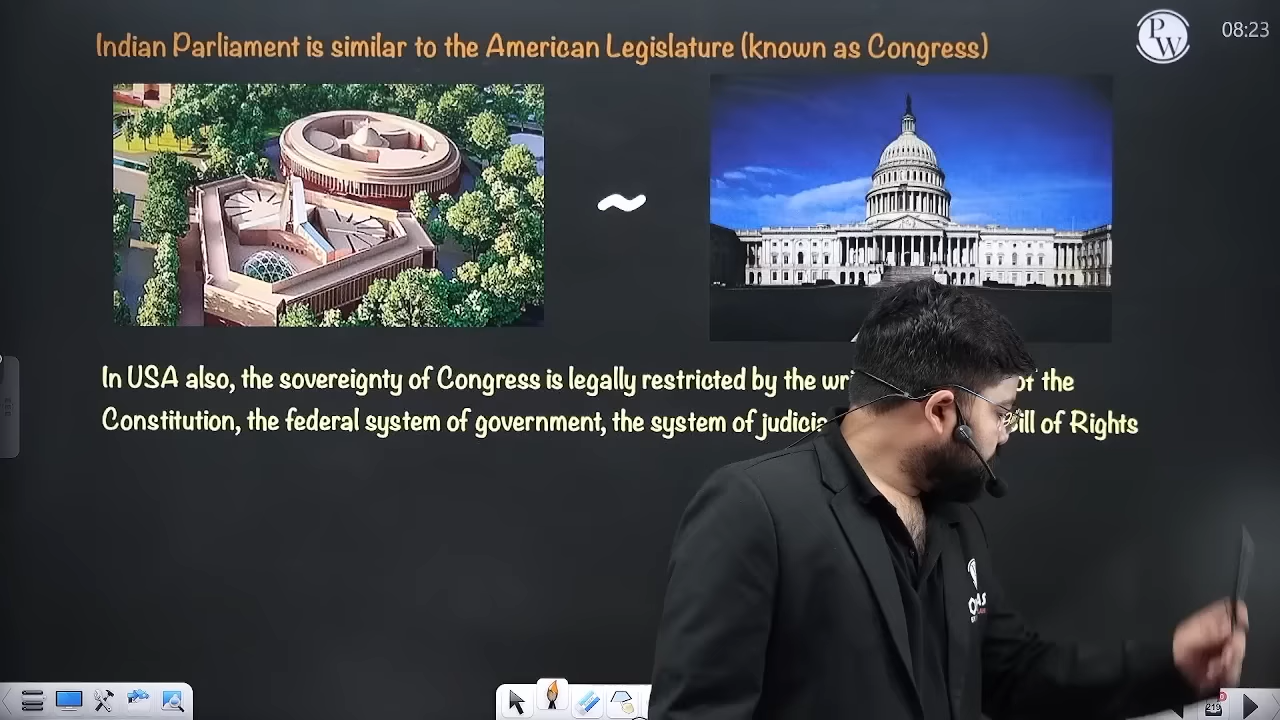 Indian Parliament is similar to the American Legislature (known as Congress)
PW
08:23
~
In USA also, the sovereignty of Congress is legally restricted by the of the
Constitution, the federal system of government, the system of Bill of Rights
219